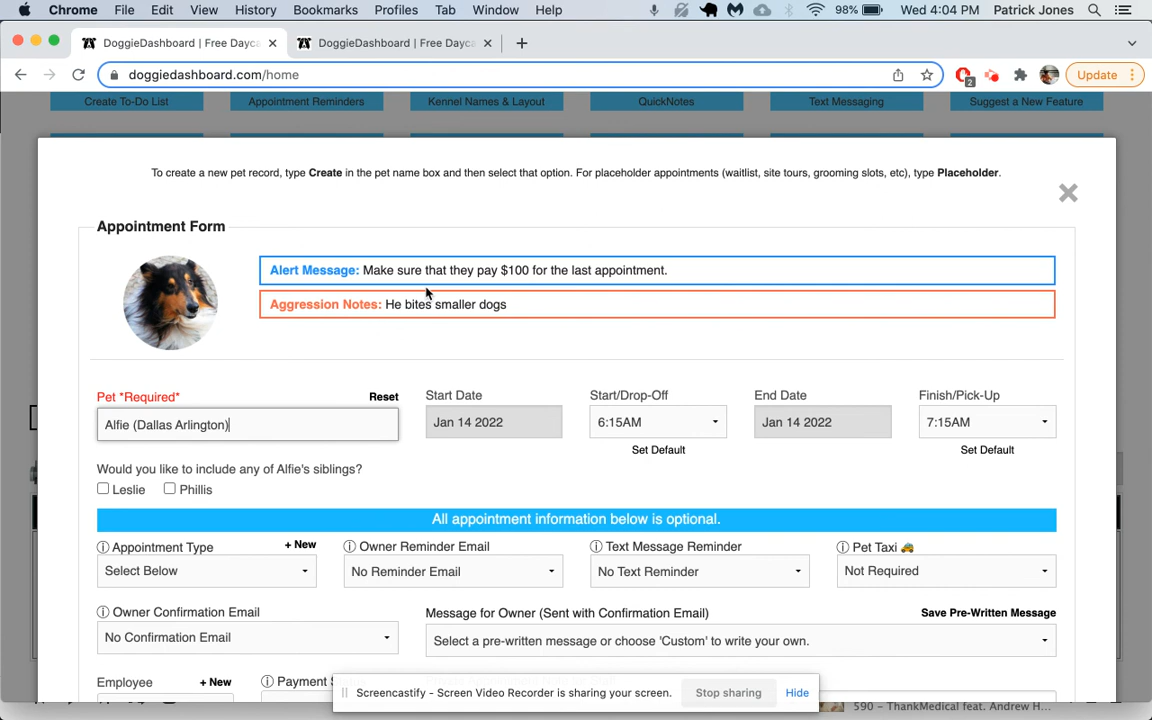 Chrome File Edit View History Bookmarks Profiles Tab Window Help 98% Wed 4:04 PM Patrick Jones
DoggieDashboard | Free Dayca DoggieDashboard | Free Dayca
doggiedashboard.com/home Update
2
Create To-Do List Appointment Reminders Kennel Names & Layout QuickNotes Text Messaging Suggest a New Feature
To create a new pet record, type Create in the pet name box and then select that option. For placeholder appointments (waitlist, site tours, grooming slots, etc), type Placeholder.
Appointment Form
Alert Message: Make sure that they pay $100 for the last appointment.
Aggression Notes: He bites smaller dogs
Pet *Required* Reset Start Date Start/Drop-Off End Date Finish/Pick-Up
Alfie (Dallas Arlington) Jan 14 2022 6:15AM Jan 14 2022 7:15AM
Set Default Set Default
Would you like to include any of Alfie's siblings?
Leslie Phillis
All appointment information below is optional.
Appointment Type + New Owner Reminder Email Text Message Reminder Pet Taxi
Select Below No Reminder Email No Text Reminder Not Required
Owner Confirmation Email Message for Owner (Sent with Confirmation Email) Save Pre-Written Message
No Confirmation Email Select a pre-written message or choose 'Custom' to write your own.
Employee + New Payment
Screencastify - Screen Video Recorder is sharing your screen. Stop sharing Hide
590 – ThankMedical feat. Andrew H...